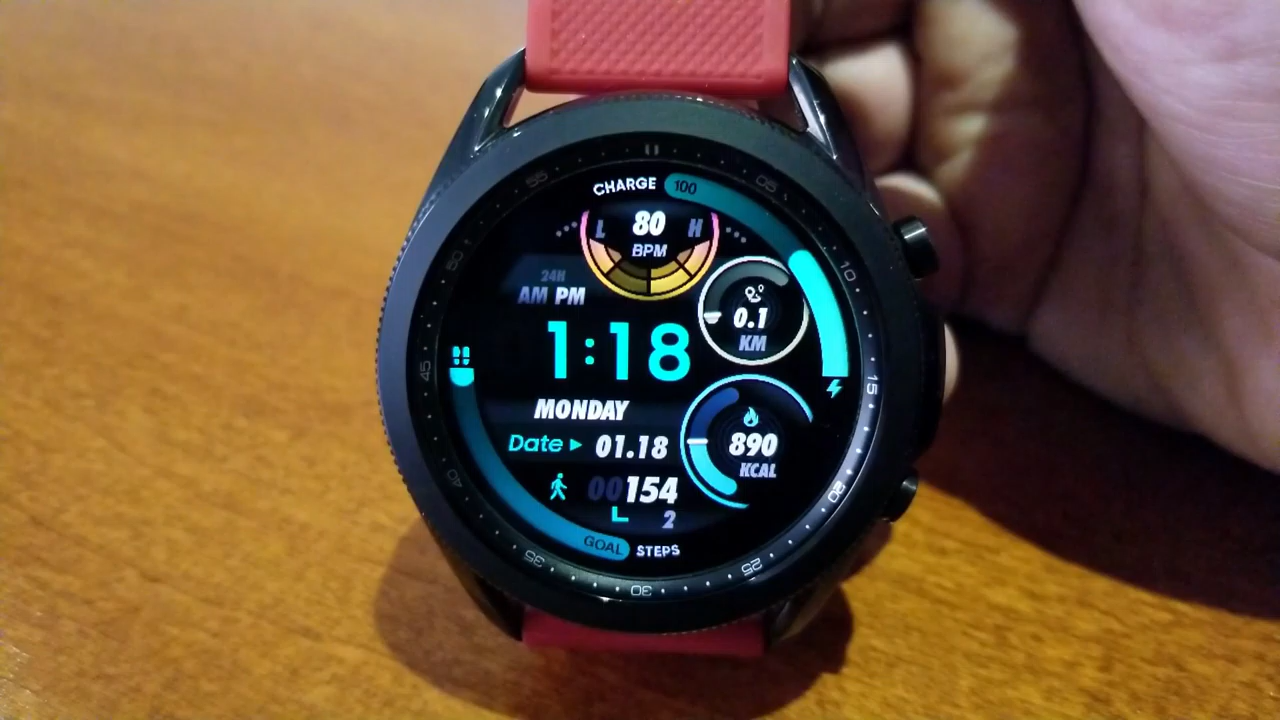 CHARGE 100
L 80 H
BPM
24H
AM PM
0.1
KM
1:18
MONDAY
Date ▸ 01.18
890
KCAL
00154
2
GOAL STEPS
05
10
15
20
25
30
35
40
45
50
55